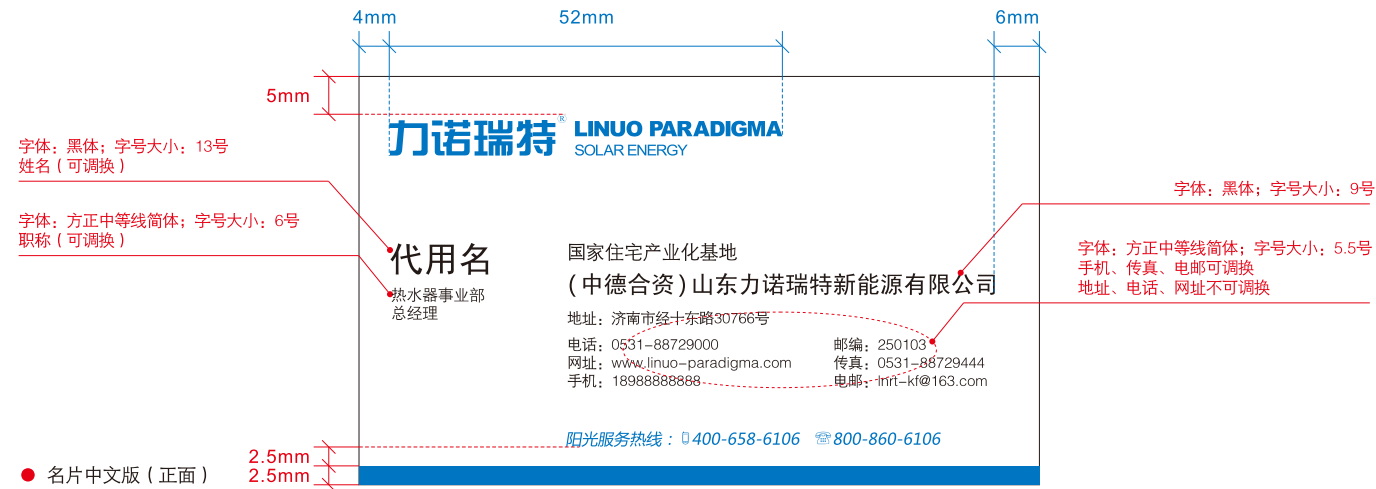 4mm 52mm 6mm
5mm
力诺瑞特® LINUO PARADIGMA
SOLAR ENERGY
字体：黑体；字号大小：13号
姓名（可调换）
字体：方正中等线简体；字号大小：6号
职称（可调换）
字体：黑体；字号大小：9号
字体：方正中等线简体；字号大小：5.5号
手机、传真、电邮可调换
地址、电话、网址不可调换
代用名
热水器事业部
总经理
国家住宅产业化基地
（中德合资）山东力诺瑞特新能源有限公司
地址：济南市经十东路30766号
电话：0531-88729000 邮编：250103
网址：www.linuo-paradigma.com 传真：0531-88729444
手机：18988888888 电邮：lnrt-kf@163.com
阳光服务热线：400-658-6106 800-860-6106
2.5mm
2.5mm
名片中文版（正面）